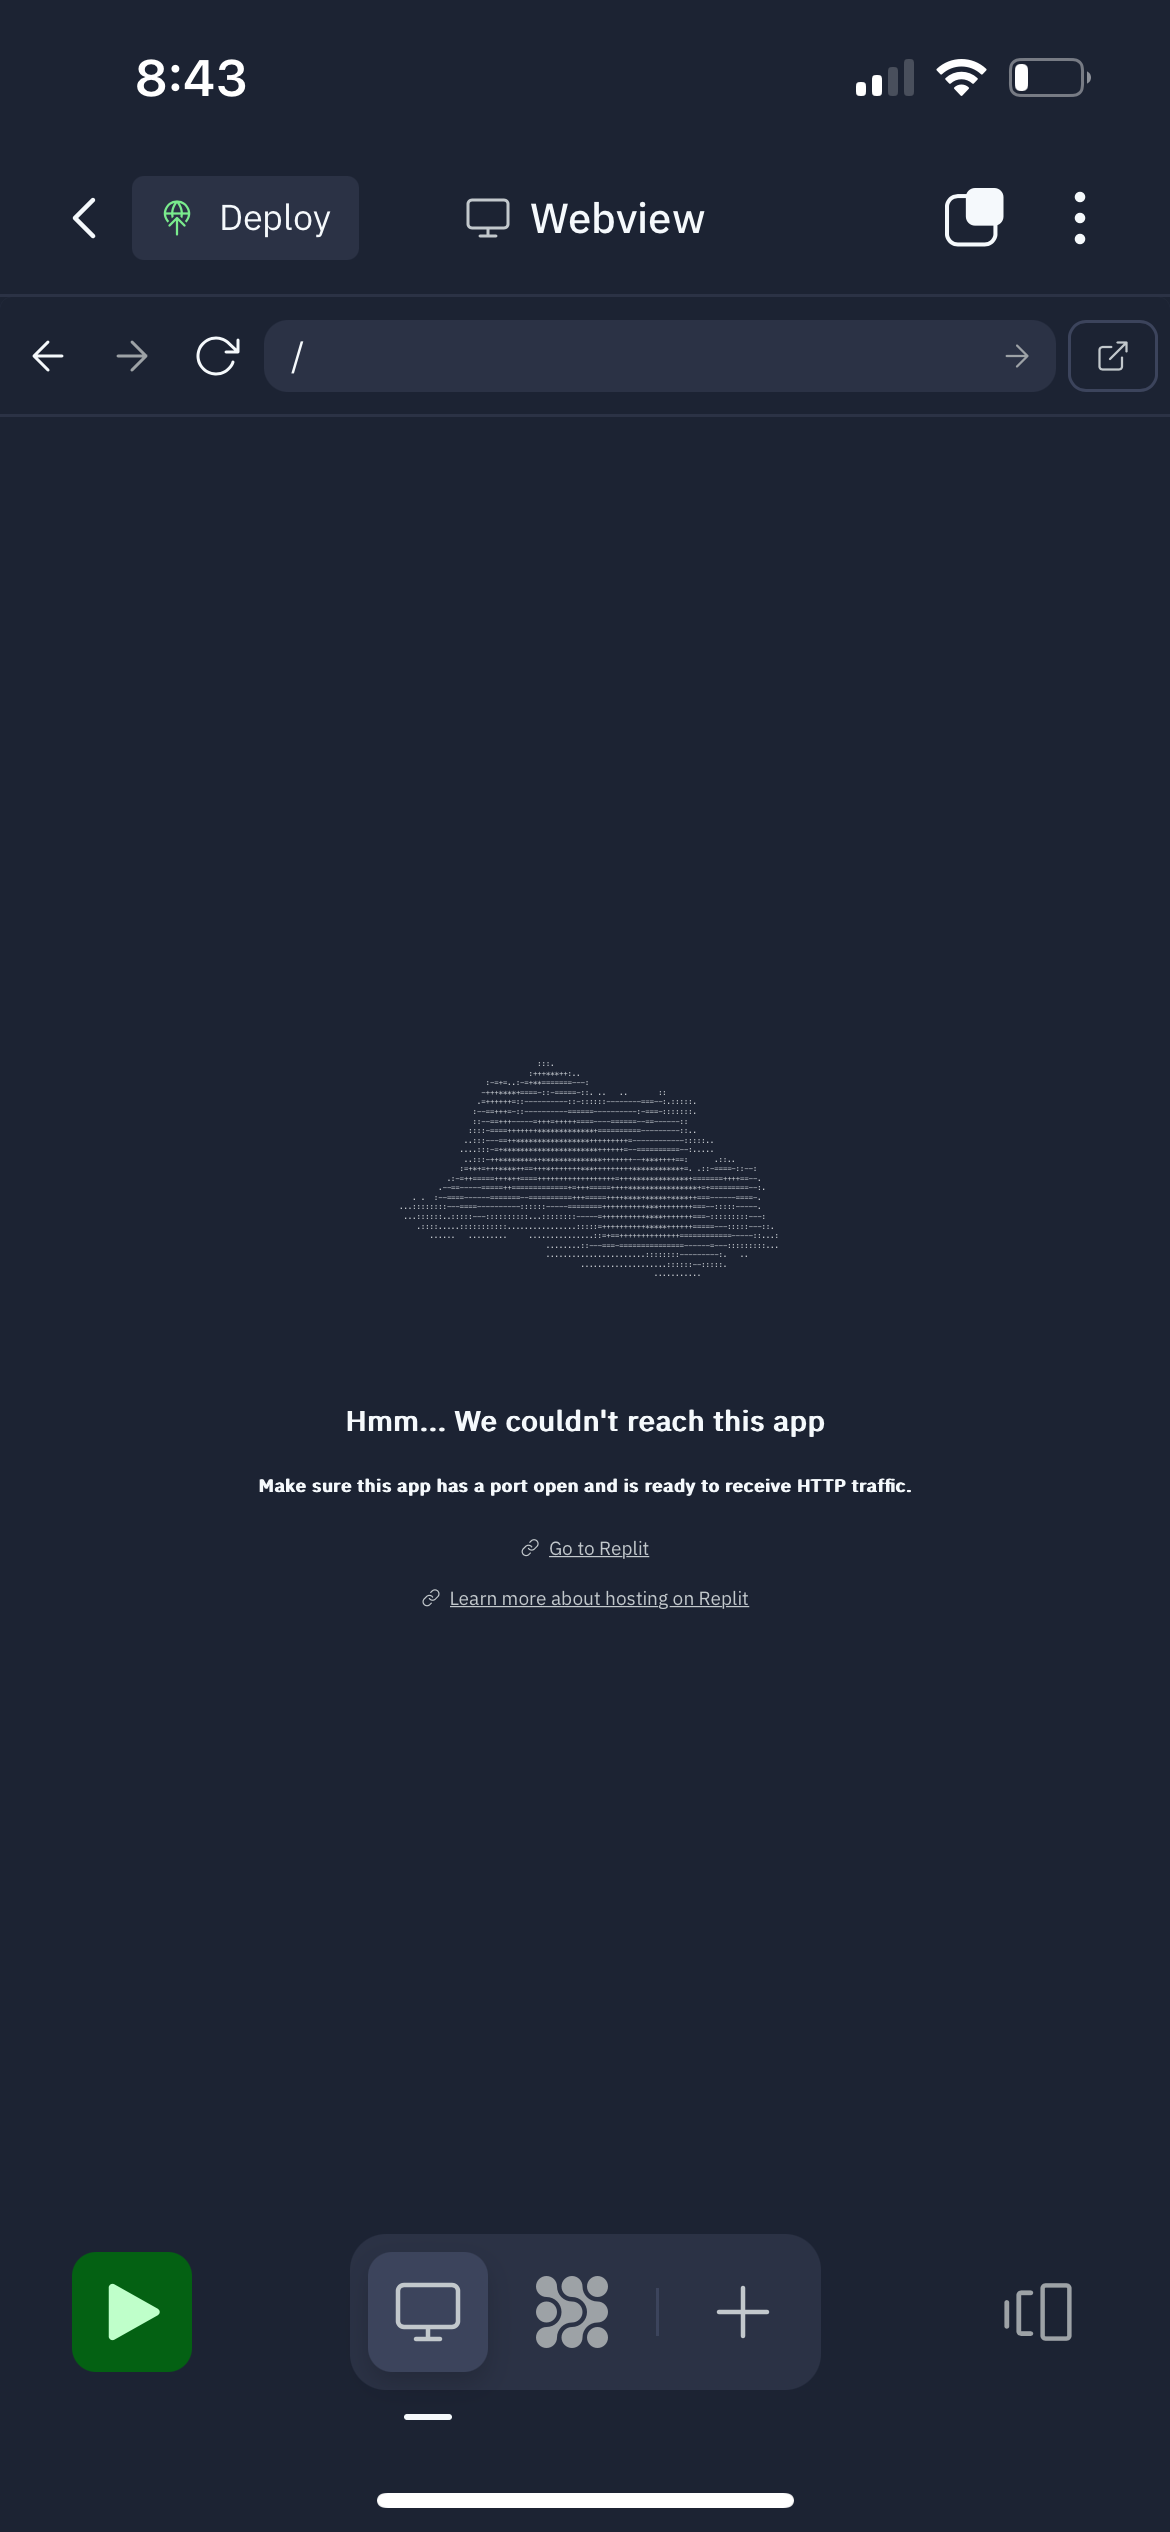 8:43
Deploy
Webview
/
Hmm... We couldn't reach this app
Make sure this app has a port open and is ready to receive HTTP traffic.
Go to Replit
Learn more about hosting on Replit